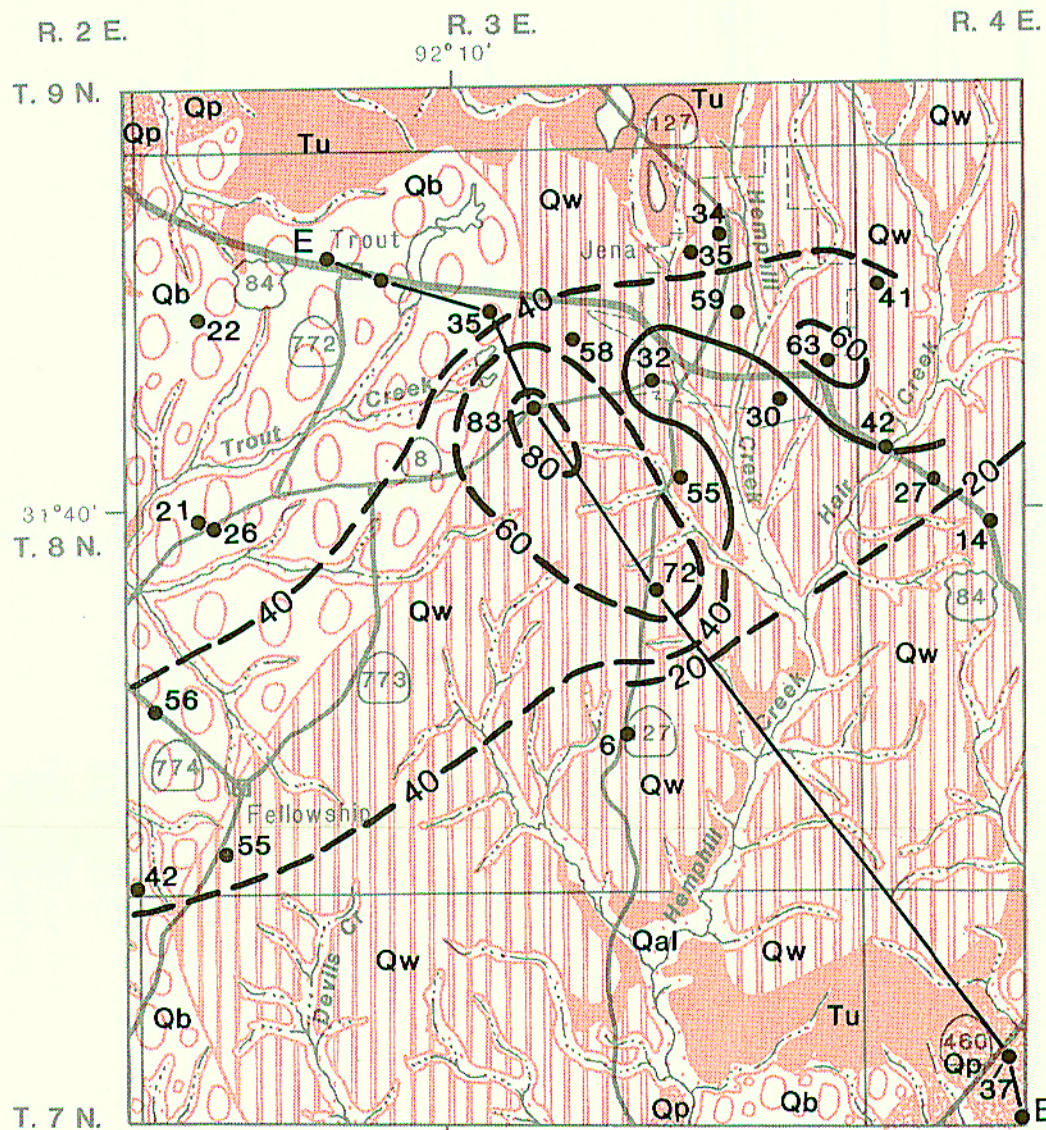 R. 2 E. R. 3 E. R. 4 E.
92° 10'
T. 9 N.
Qp Tu Qw
Qp 127
Tu
Qb Qw
34
E Trout Jena 35 Hemphill Qw
84 41
Qb 59
22 35 40
772 58 63 60
32
Creek 83 30 Creek
Trout 8 80 42
Creek
55 27 20
31° 40' 21 26 60 Hair 14
T. 8 N.
72 84
40 Qw 40
Qw
773 20
56 Creek
6 27
774 40 Qw
Fellowship
55 Hemphill
42
Cr
Qal Qw
Qw
Devils
Qb Tu
460
Qp
37
Qp Qb
T. 7 N. E